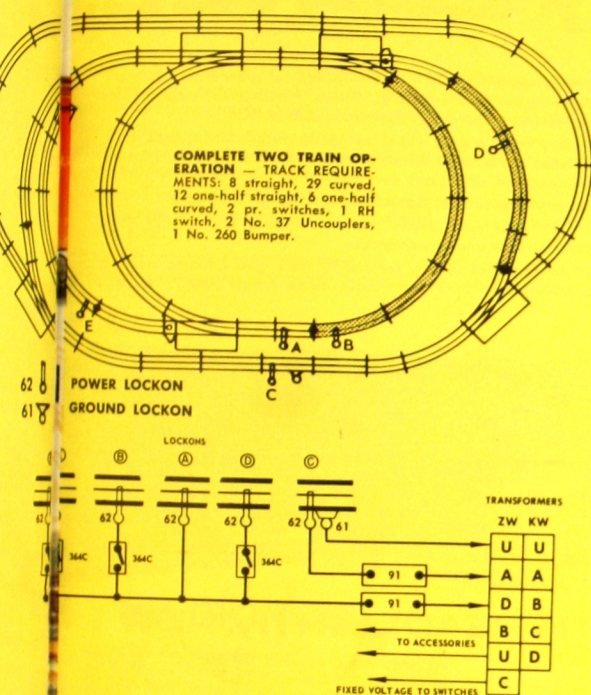 COMPLETE TWO TRAIN OP-
ERATION — TRACK REQUIRE-
MENTS: 8 straight, 29 curved,
12 one-half straight, 6 one-half
curved, 2 pr. switches, 1 RH
switch, 2 No. 37 Uncouplers,
1 No. 260 Bumper.
D
E
A
B
C
62 POWER LOCKON
61 GROUND LOCKON
LOCKONS
B A D C
TRANSFORMERS
ZW KW
62 62 62 62 62 61
364C 364C 364C
U U
91 A A
91 D B
B C
TO ACCESSORIES
U D
C
FIXED VOLTAGE TO SWITCHES